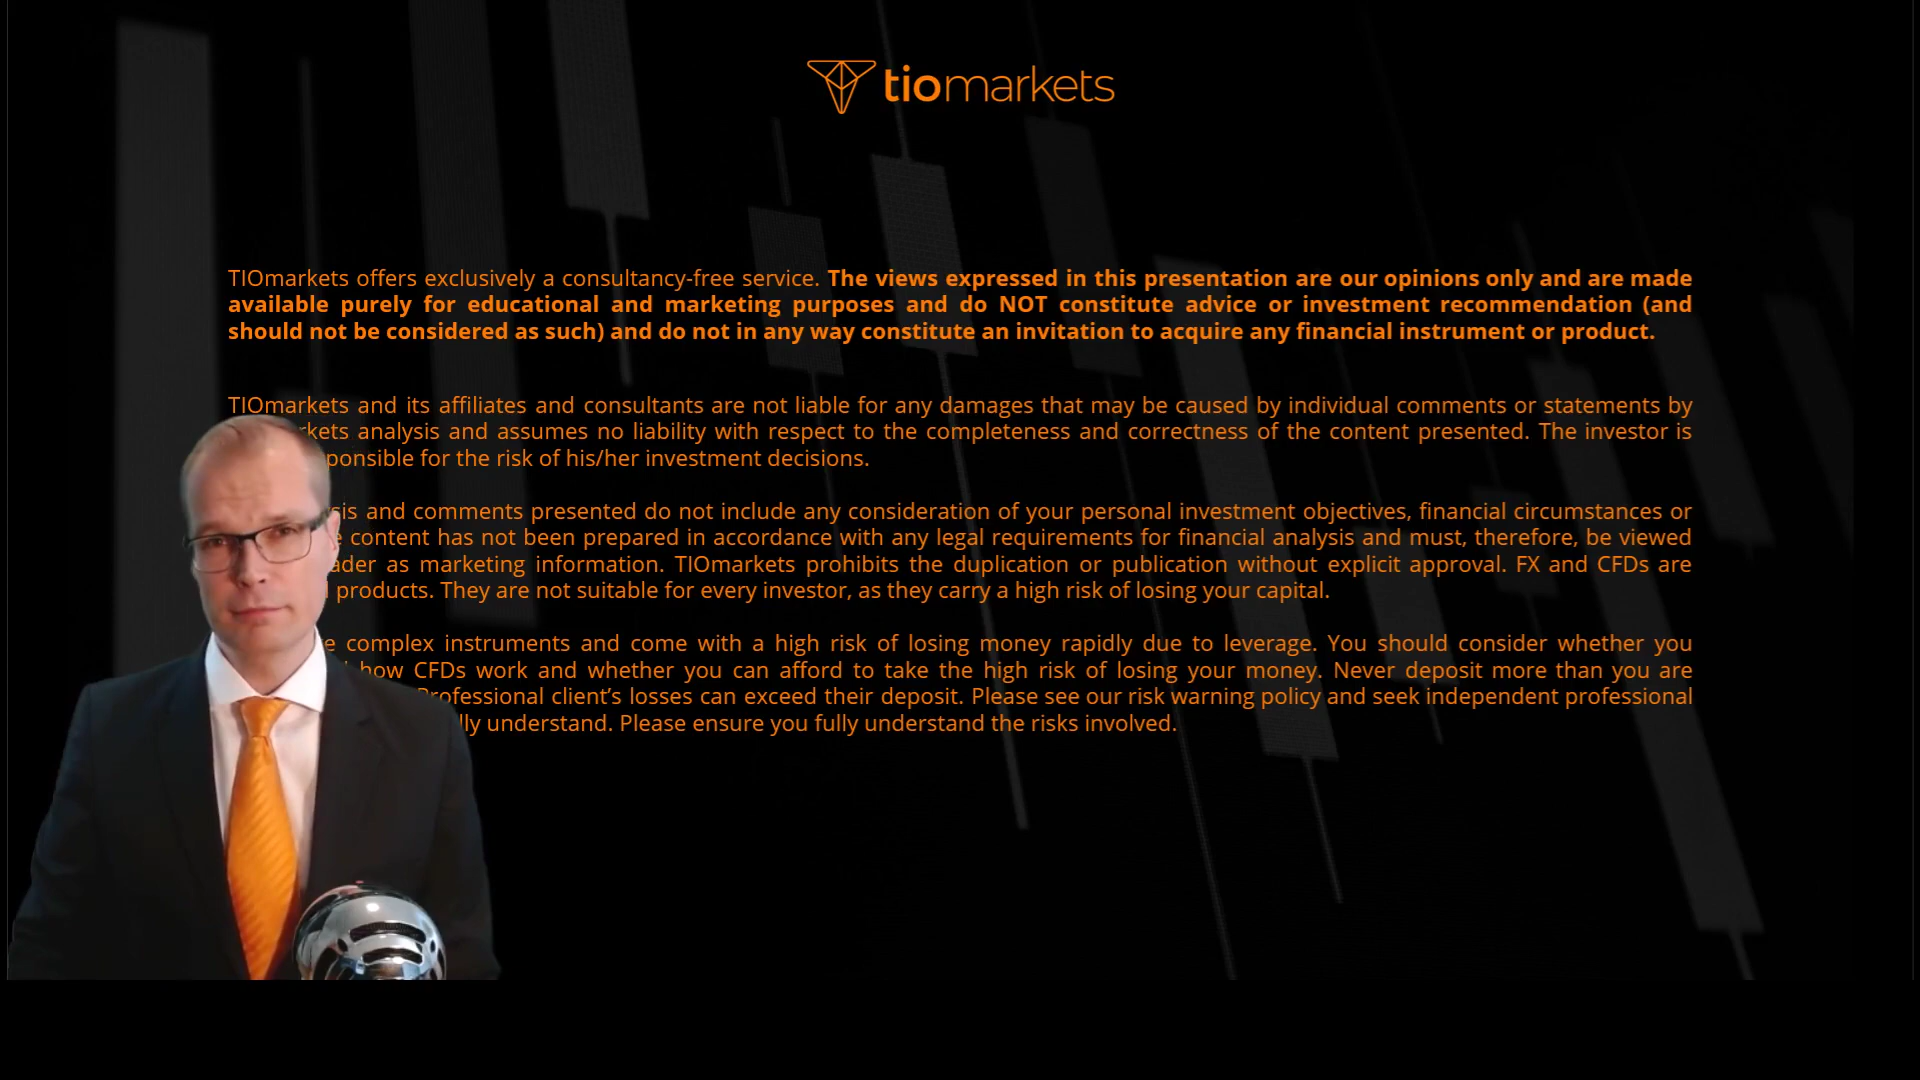 tiomarkets
TIOmarkets offers exclusively a consultancy-free service. The views expressed in this presentation are our opinions only and are made
available purely for educational and marketing purposes and do NOT constitute advice or investment recommendation (and
should not be considered as such) and do not in any way constitute an invitation to acquire any financial instrument or product.
TIOmarkets and its affiliates and consultants are not liable for any damages that may be caused by individual comments or statements by
analysis and assumes no liability with respect to the completeness and correctness of the content presented. The investor is
for the risk of his/her investment decisions.
and comments presented do not include any consideration of your personal investment objectives, financial circumstances or
content has not been prepared in accordance with any legal requirements for financial analysis and must, therefore, be viewed
as marketing information. TIOmarkets prohibits the duplication or publication without explicit approval. FX and CFDs are
products. They are not suitable for every investor, as they carry a high risk of losing your capital.
complex instruments and come with a high risk of losing money rapidly due to leverage. You should consider whether you
how CFDs work and whether you can afford to take the high risk of losing your money. Never deposit more than you are
Professional client’s losses can exceed their deposit. Please see our risk warning policy and seek independent professional
understand. Please ensure you fully understand the risks involved.